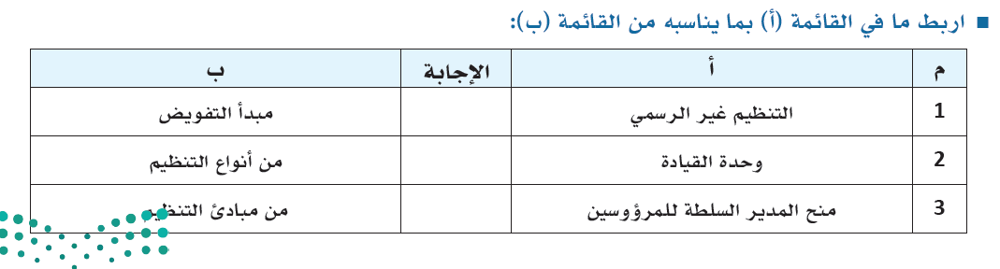 ■ اربط ما في القائمة (أ) بما يناسبه من القائمة (ب):
م أ الإجابة ب
1 التنظيم غير الرسمي مبدأ التفويض
2 وحدة القيادة من أنواع التنظيم
3 منح المدير السلطة للمرؤوسين من مبادئ التنظيم